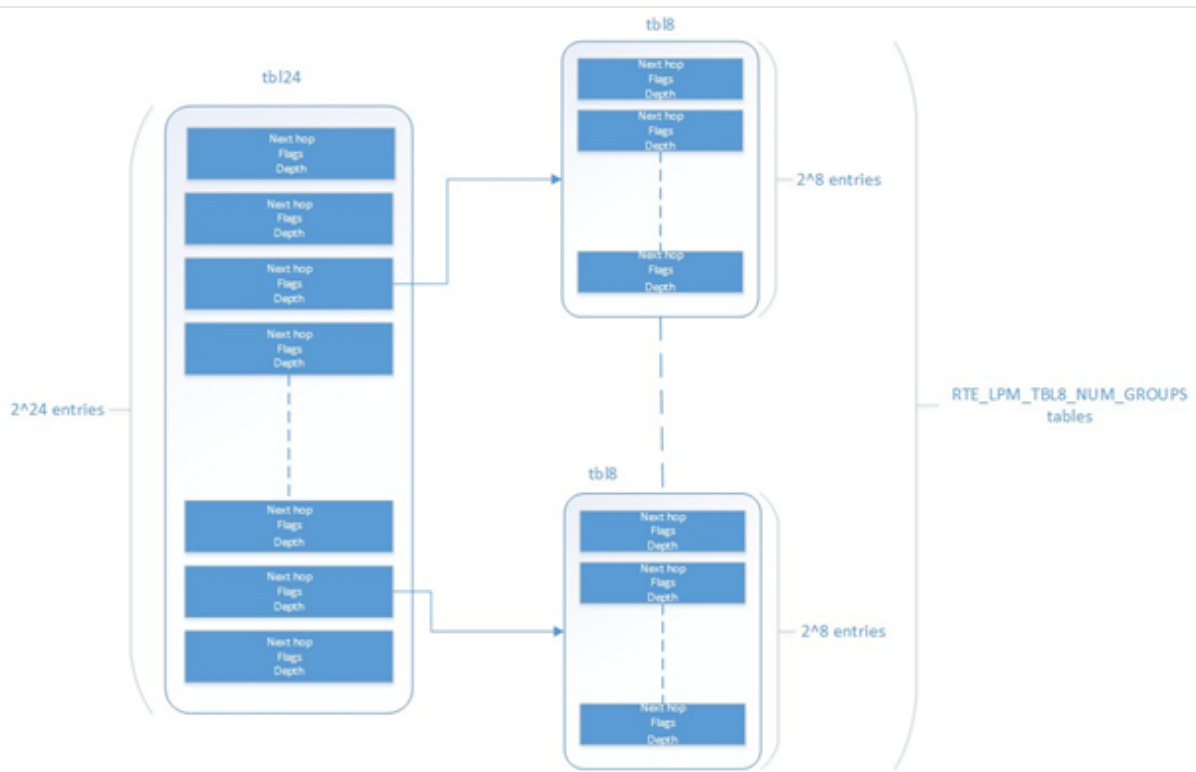 tbl24
Next hop
Flags
Depth
Next hop
Flags
Depth
Next hop
Flags
Depth
Next hop
Flags
Depth
Next hop
Flags
Depth
Next hop
Flags
Depth
Next hop
Flags
Depth
2^24 entries
tbl8
Next hop
Flags
Depth
Next hop
Flags
Depth
Next hop
Flags
Depth
2^8 entries
tbl8
Next hop
Flags
Depth
Next hop
Flags
Depth
Next hop
Flags
Depth
2^8 entries
RTE_LPM_TBL8_NUM_GROUPS
tables